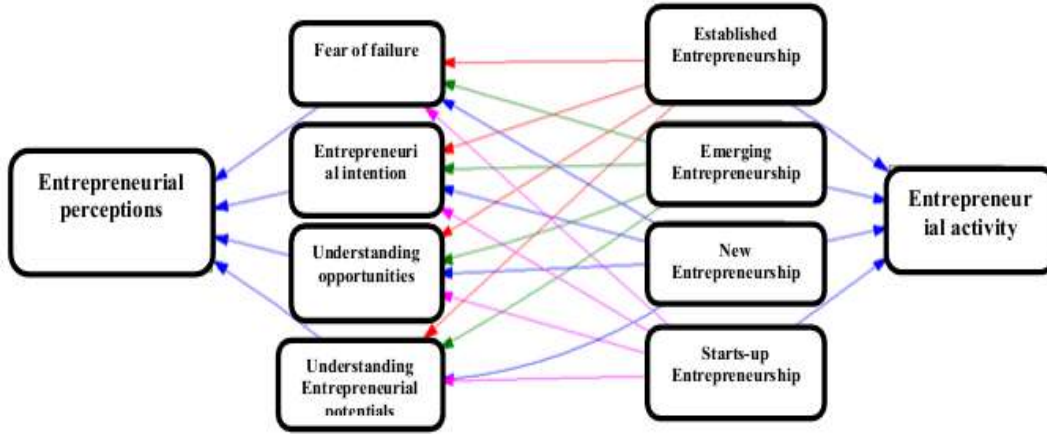 Entrepreneurial
perceptions
Fear of failure
Entrepreneuri
al intention
Understanding
opportunities
Understanding
Entrepreneurial
potentials
Established
Entrepreneurship
Emerging
Entrepreneurship
New
Entrepreneurship
Starts-up
Entrepreneurship
Entrepreneur
ial activity